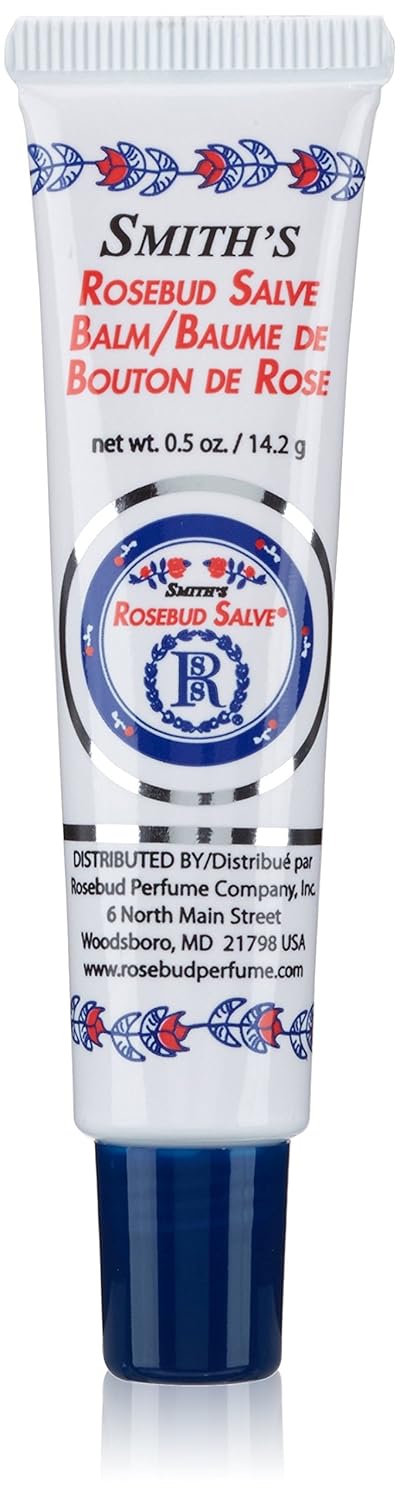 SMITH'S
ROSEBUD SALVE
BALM/BAUME DE
BOUTON DE ROSE
net wt. 0.5 oz. / 14.2 g
SMITH'S
ROSEBUD SALVE®
RSS
®
DISTRIBUTED BY/Distribué par
Rosebud Perfume Company, Inc.
6 North Main Street
Woodsboro, MD 21798 USA
www.rosebudperfume.com